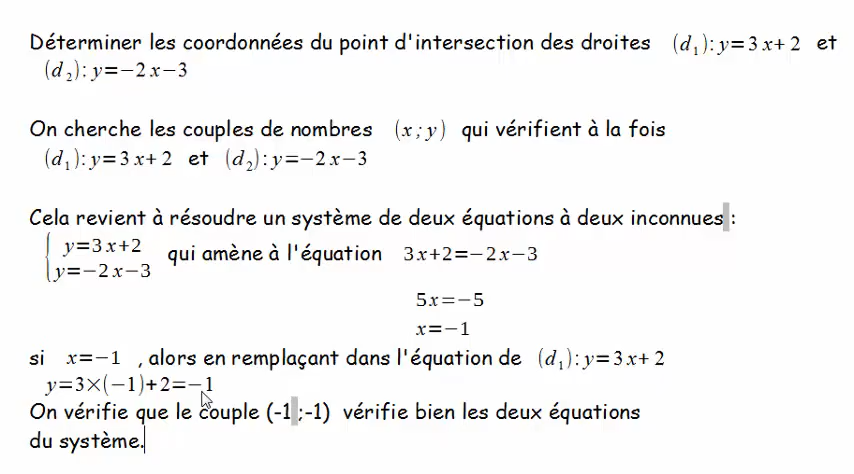 Déterminer les coordonnées du point d'intersection des droites (d₁): y=3x+2 et
(d₂): y=−2x−3
On cherche les couples de nombres (x;y) qui vérifient à la fois
(d₁): y=3x+2 et (d₂): y=−2x−3
Cela revient à résoudre un système de deux équations à deux inconnues :
{ y=3x+2
y=−2x−3 qui amène à l'équation 3x+2=−2x−3
5x=−5
x=−1
si x=−1 , alors en remplaçant dans l'équation de (d₁): y=3x+2
y=3×(−1)+2=−1
On vérifie que le couple (-1 ;-1) vérifie bien les deux équations
du système.